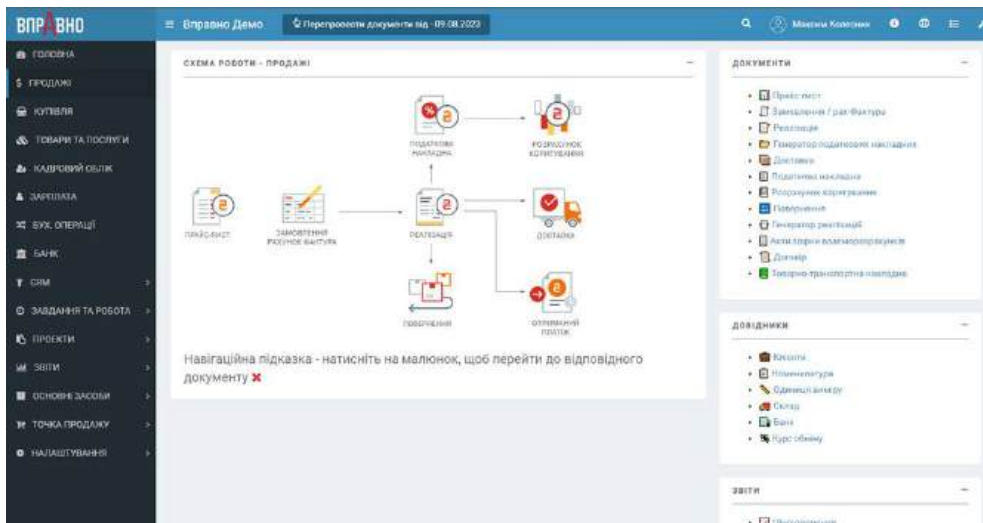 ВПРАВНО
Вправно Демо
Перепровести документи від - 09.08.2023
Максим Колесник
ГОЛОВНА
ПРОДАЖІ
КУПІВЛЯ
ТОВАРИ ТА ПОСЛУГИ
КАДРОВИЙ ОБЛІК
ЗАРПЛАТА
БУХ. ОПЕРАЦІЇ
БАНК
CRM
ЗАВДАННЯ ТА РОБОТА
ПРОЕКТИ
ЗВІТИ
ОСНОВНІ ЗАСОБИ
ТОЧКА ПРОДАЖУ
НАЛАШТУВАННЯ
СХЕМА РОБОТИ - ПРОДАЖІ
ПОДАТКОВА
НАКЛАДНА
РОЗРАХУНОК
КОРИГУВАННЯ
ПРАЙС-ЛИСТ
ЗАМОВЛЕННЯ
РАХУНОК ФАКТУРА
РЕАЛІЗАЦІЯ
ДОСТАВКА
ПОВЕРНЕННЯ
ОТРИМАНИЙ
ПЛАТІЖ
Навігаційна підказка - натисніть на малюнок, щоб перейти до відповідного
документу
ДОКУМЕНТИ
Прайс-лист
Замовлення / рах-Фактура
Реалізація
Генератор податкових накладних
Доставка
Податкова накладна
Розрахунок коригування
Повернення
Генератор реалізації
Акти звірки взаєморозрахунків
Договір
Товарно-транспортна накладна
ДОВІДНИКИ
Клієнти
Номенклатура
Одиниця виміру
Склад
Банк
Курс обміну
ЗВІТИ